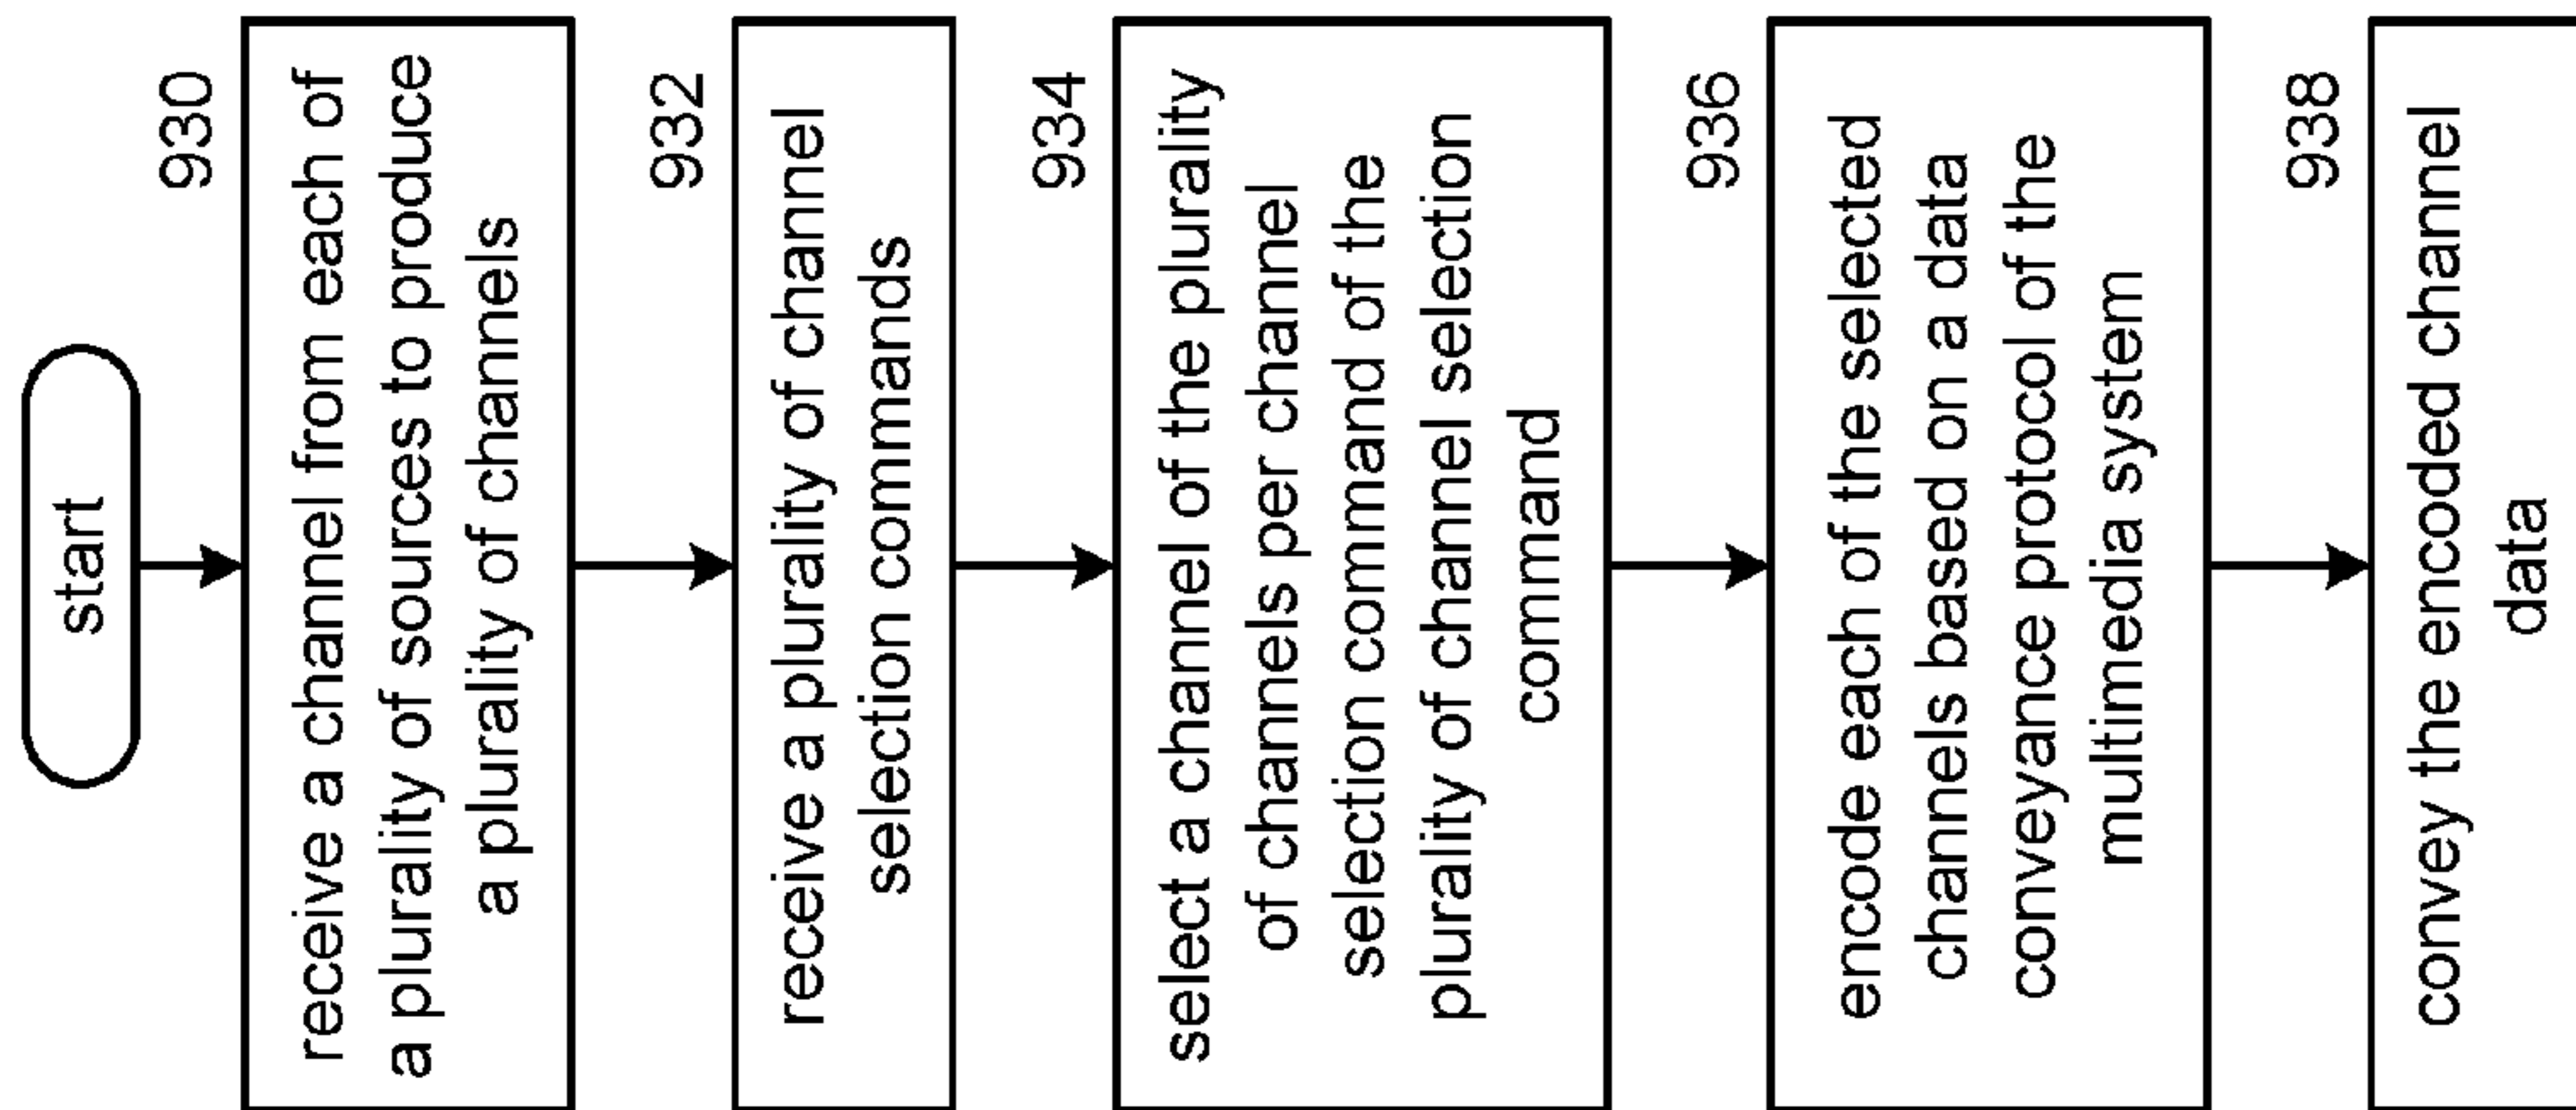 start
930
receive a channel from each of
a plurality of sources to produce
a plurality of channels
932
receive a plurality of channel
selection commands
934
select a channel of the plurality
of channels per channel
selection command of the
plurality of channel selection
command
936
encode each of the selected
channels based on a data
conveyance protocol of the
multimedia system
938
convey the encoded channel
data